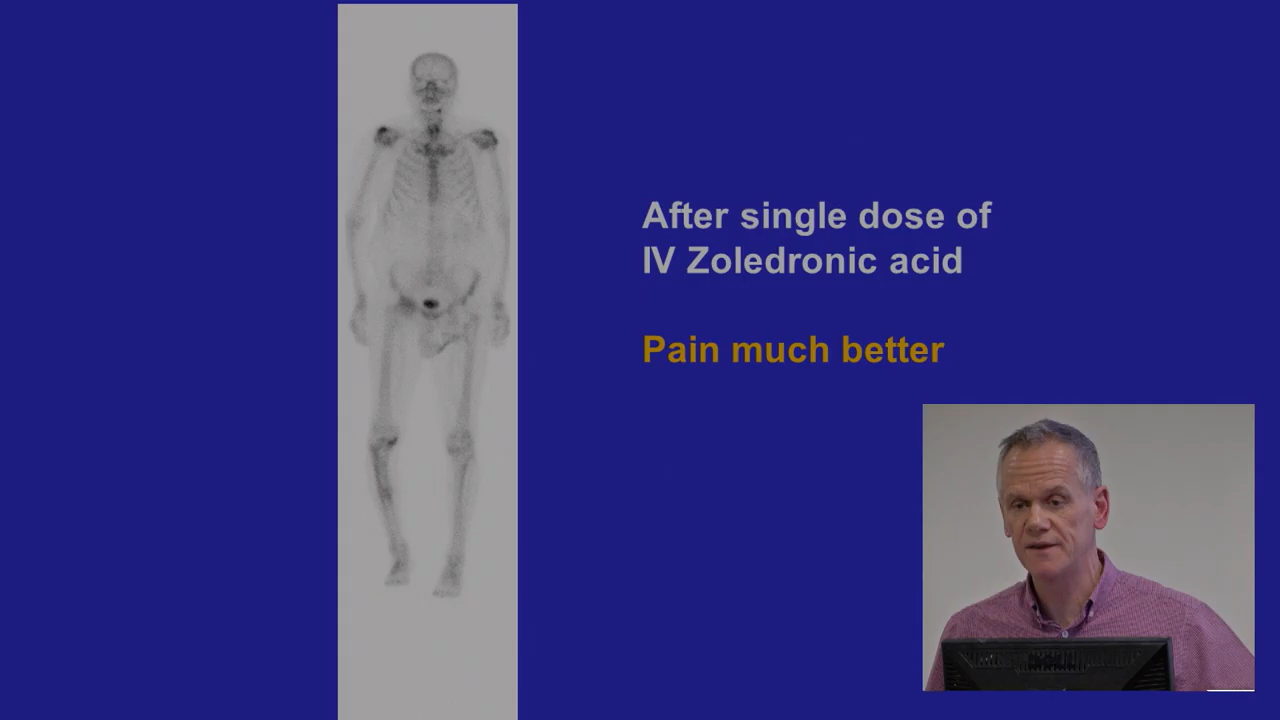 After single dose of
IV Zoledronic acid
Pain much better